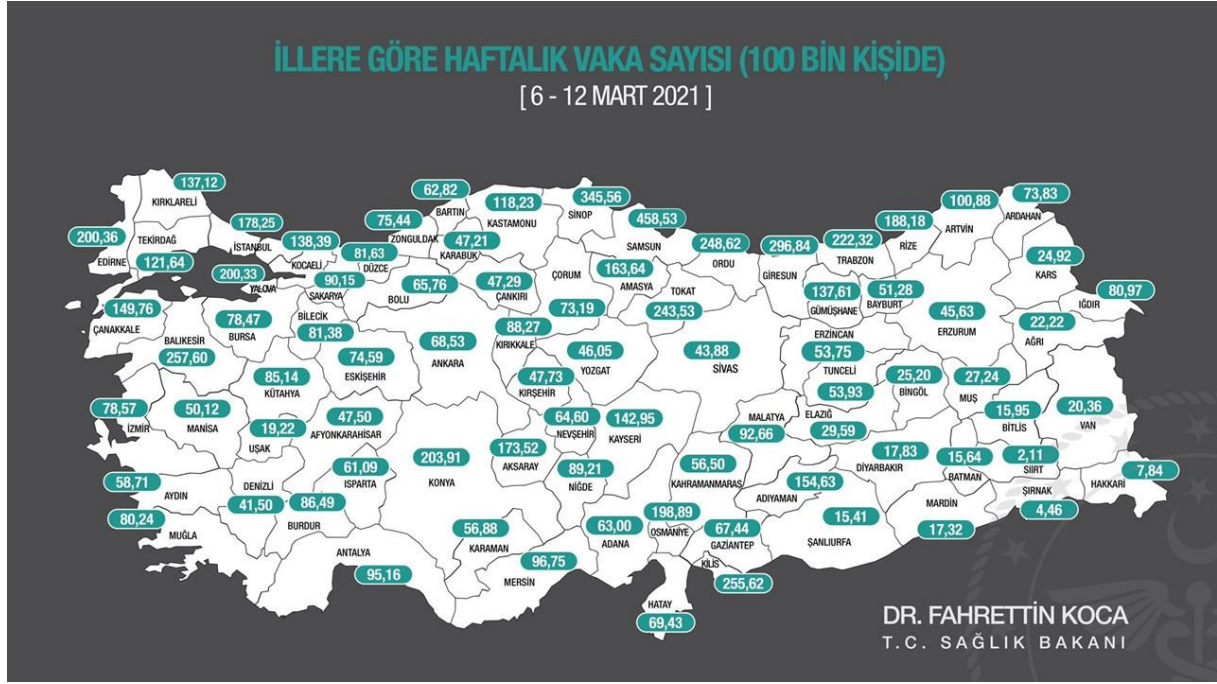 İLLERE GÖRE HAFTALIK VAKA SAYISI (100 BİN KİŞİDE)
[ 6 - 12 MART 2021 ]
137,12
KIRKLARELİ
200,36
EDİRNE
TEKİRDAĞ
121,64
178,25
İSTANBUL
138,39
KOCAELİ
200,33
YALOVA
90,15
SAKARYA
81,63
DÜZCE
75,44
ZONGULDAK
62,82
BARTIN
47,21
KARABÜK
118,23
KASTAMONU
345,56
SİNOP
458,53
SAMSUN
248,62
ORDU
296,84
GİRESUN
222,32
TRABZON
188,18
RİZE
100,88
ARTVİN
73,83
ARDAHAN
24,92
KARS
80,97
IĞDIR
149,76
ÇANAKKALE
BALIKESİR
257,60
78,47
BURSA
BİLECİK
81,38
65,76
BOLU
47,29
ÇANKIRI
ÇORUM
73,19
163,64
AMASYA
TOKAT
243,53
137,61
GÜMÜŞHANE
51,28
BAYBURT
45,63
ERZURUM
22,22
AĞRI
74,59
ESKİŞEHİR
68,53
ANKARA
88,27
KIRIKKALE
46,05
YOZGAT
43,88
SİVAS
ERZİNCAN
53,75
TUNCELİ
53,93
25,20
BİNGÖL
27,24
MUŞ
15,95
BİTLİS
20,36
VAN
85,14
KÜTAHYA
78,57
İZMİR
50,12
MANİSA
19,22
UŞAK
47,50
AFYONKARAHİSAR
47,73
KIRŞEHİR
64,60
NEVŞEHİR
142,95
KAYSERİ
MALATYA
92,66
ELAZIĞ
29,59
17,83
DİYARBAKIR
15,64
BATMAN
2,11
SİİRT
ŞIRNAK
4,46
7,84
HAKKARİ
58,71
AYDIN
DENİZLİ
41,50
61,09
ISPARTA
86,49
BURDUR
203,91
KONYA
173,52
AKSARAY
89,21
NİĞDE
56,50
KAHRAMANMARAŞ
154,63
ADIYAMAN
MARDİN
17,32
80,24
MUĞLA
ANTALYA
95,16
56,88
KARAMAN
96,75
MERSİN
63,00
ADANA
198,89
OSMANİYE
67,44
GAZİANTEP
KİLİS
255,62
15,41
ŞANLIURFA
HATAY
69,43
DR. FAHRETTİN KOCA
T.C. SAĞLIK BAKANI